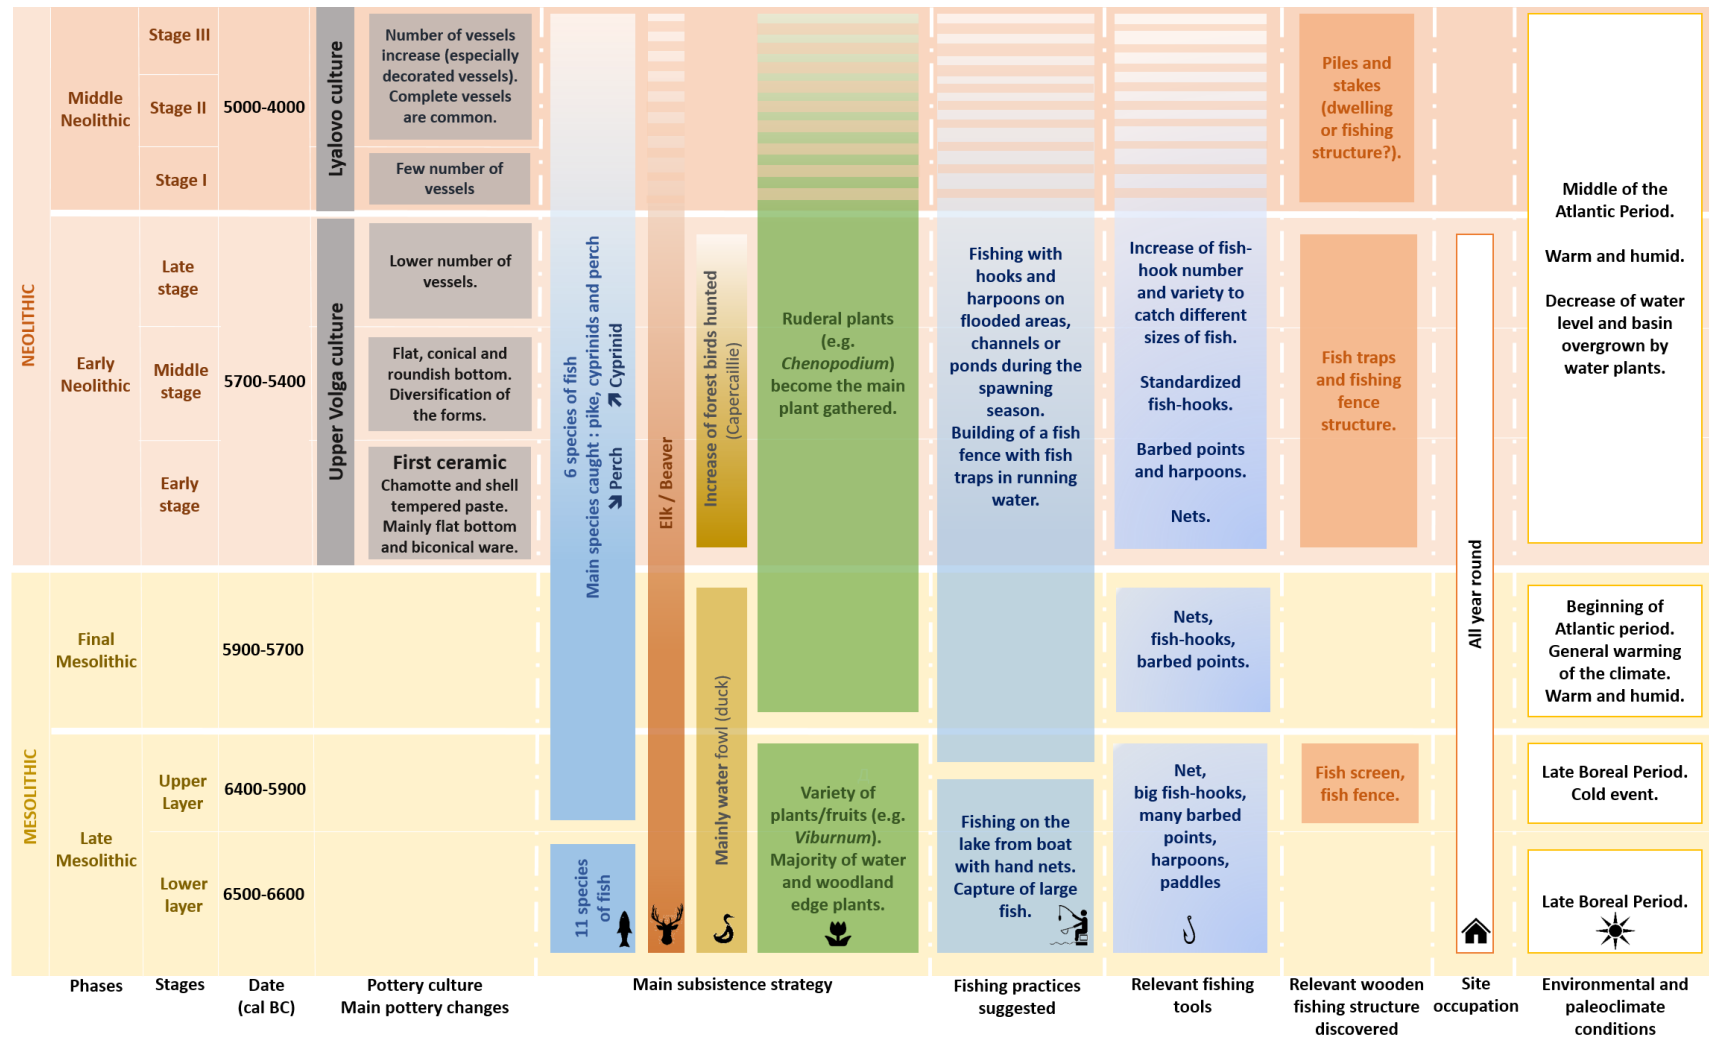 NEOLITHIC
Middle
Neolithic
Stage III
Stage II
Stage I
5000-4000
Lyalovo culture
Number of vessels
increase (especially
decorated vessels).
Complete vessels
are common.
Few number of
vessels
Piles and
stakes
(dwelling
or fishing
structure?).
Middle of the
Atlantic Period.
Warm and humid.
Decrease of water
level and basin
overgrown by
water plants.
Early
Neolithic
Late
stage
Middle
stage
Early
stage
5700-5400
Upper Volga culture
Lower number of
vessels.
Flat, conical and
roundish bottom.
Diversification of
the forms.
First ceramic
Chamotte and shell
tempered paste.
Mainly flat bottom
and biconical ware.
6 species of fish
Main species caught : pike, cyprinids and perch
➘ Perch ➚ Cyprinid
Elk / Beaver
Increase of forest birds hunted
(Capercaillie)
Ruderal plants
(e.g.
Chenopodium)
become the main
plant gathered.
Fishing with
hooks and
harpoons on
flooded areas,
channels or
ponds during the
spawning
season.
Building of a fish
fence with fish
traps in running
water.
Increase of fish-
hook number
and variety to
catch different
sizes of fish.
Standardized
fish-hooks.
Barbed points
and harpoons.
Nets.
Fish traps
and fishing
fence
structure.
All year round
MESOLITHIC
Final
Mesolithic
5900-5700
Mainly water fowl (duck)
Nets,
fish-hooks,
barbed points.
Beginning of
Atlantic period.
General warming
of the climate.
Warm and humid.
Late
Mesolithic
Upper
Layer
6400-5900
Lower
layer
6500-6600
11 species
of fish
Variety of
plants/fruits (e.g.
Viburnum).
Majority of water
and woodland
edge plants.
Fishing on the
lake from boat
with hand nets.
Capture of large
fish.
Net,
big fish-hooks,
many barbed
points,
harpoons,
paddles
Fish screen,
fish fence.
Late Boreal Period.
Cold event.
Late Boreal Period.
Phases
Stages
Date
(cal BC)
Pottery culture
Main pottery changes
Main subsistence strategy
Fishing practices
suggested
Relevant fishing
tools
Relevant wooden
fishing structure
discovered
Site
occupation
Environmental and
paleoclimate
conditions